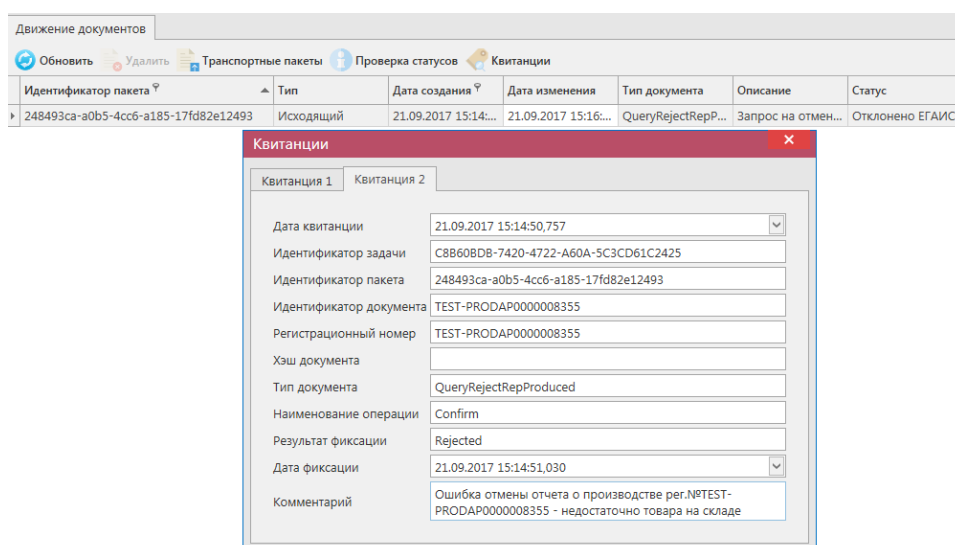 Движение документов
Обновить Удалить Транспортные пакеты Проверка статусов Квитанции
Идентификатор пакета Тип Дата создания Дата изменения Тип документа Описание Статус
248493ca-a0b5-4cc6-a185-17fd82e12493 Исходящий 21.09.2017 15:14:... 21.09.2017 15:16:... QueryRejectRepP... Запрос на отмен... Отклонено ЕГАИС
Квитанции
Квитанция 1 Квитанция 2
Дата квитанции 21.09.2017 15:14:50,757
Идентификатор задачи C8B60BDB-7420-4722-A60A-5C3CD61C2425
Идентификатор пакета 248493ca-a0b5-4cc6-a185-17fd82e12493
Идентификатор документа TEST-PRODAP0000008355
Регистрационный номер TEST-PRODAP0000008355
Хэш документа
Тип документа QueryRejectRepProduced
Наименование операции Confirm
Результат фиксации Rejected
Дата фиксации 21.09.2017 15:14:51,030
Комментарий Ошибка отмены отчета о производстве рег.№TEST-
PRODAP0000008355 - недостаточно товара на складе